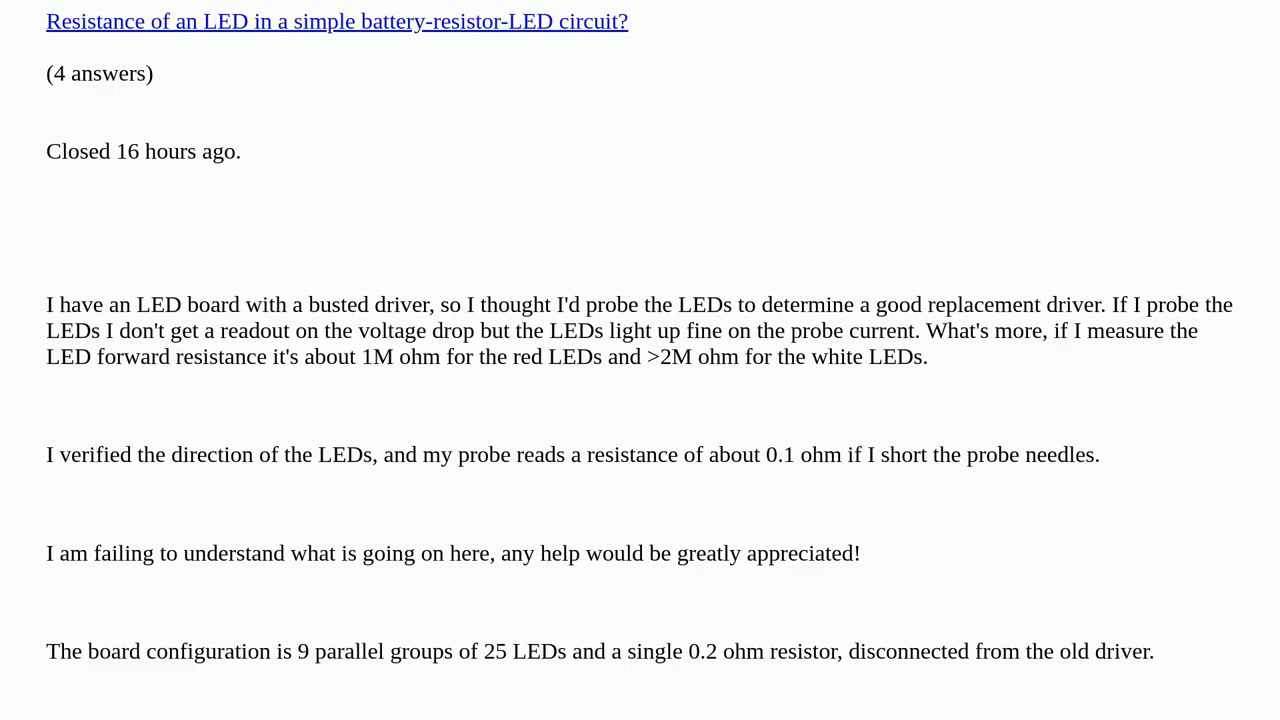 Resistance of an LED in a simple battery-resistor-LED circuit?
(4 answers)
Closed 16 hours ago.
I have an LED board with a busted driver, so I thought I'd probe the LEDs to determine a good replacement driver. If I probe the
LEDs I don't get a readout on the voltage drop but the LEDs light up fine on the probe current. What's more, if I measure the
LED forward resistance it's about 1M ohm for the red LEDs and >2M ohm for the white LEDs.
I verified the direction of the LEDs, and my probe reads a resistance of about 0.1 ohm if I short the probe needles.
I am failing to understand what is going on here, any help would be greatly appreciated!
The board configuration is 9 parallel groups of 25 LEDs and a single 0.2 ohm resistor, disconnected from the old driver.